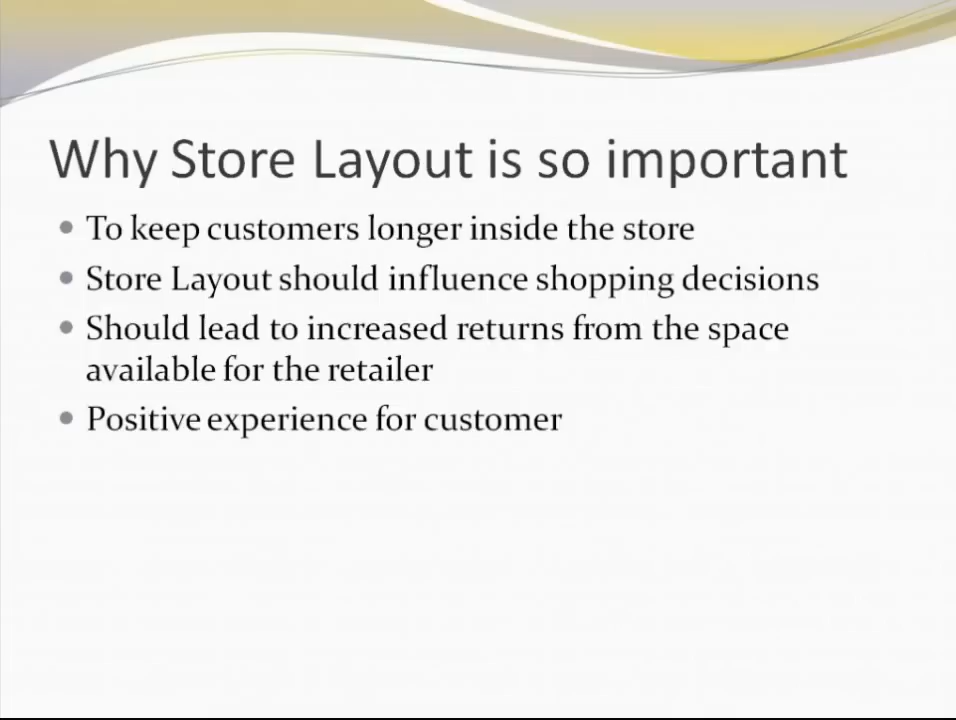 Why Store Layout is so important
• To keep customers longer inside the store
• Store Layout should influence shopping decisions
• Should lead to increased returns from the space
available for the retailer
• Positive experience for customer